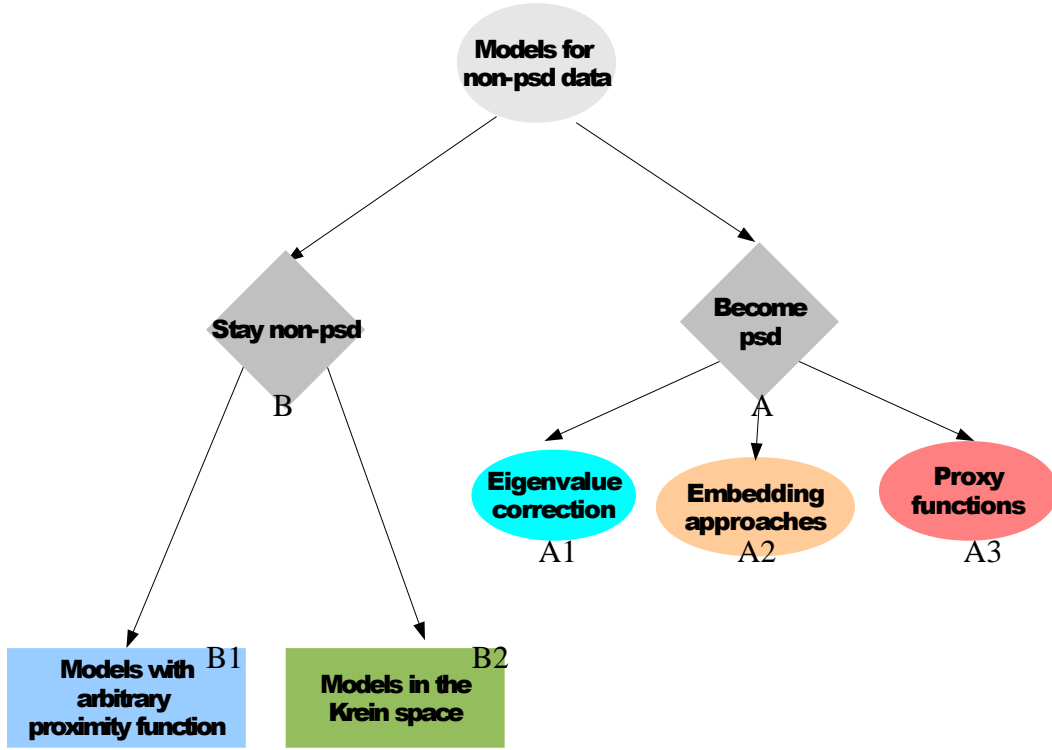 Models for
non-psd data
Stay non-psd
B
Become
psd
A
Eigenvalue
correction
A1
Embedding
approaches
A2
Proxy
functions
A3
B1
Models with
arbitrary
proximity function
B2
Models in the
Krein space